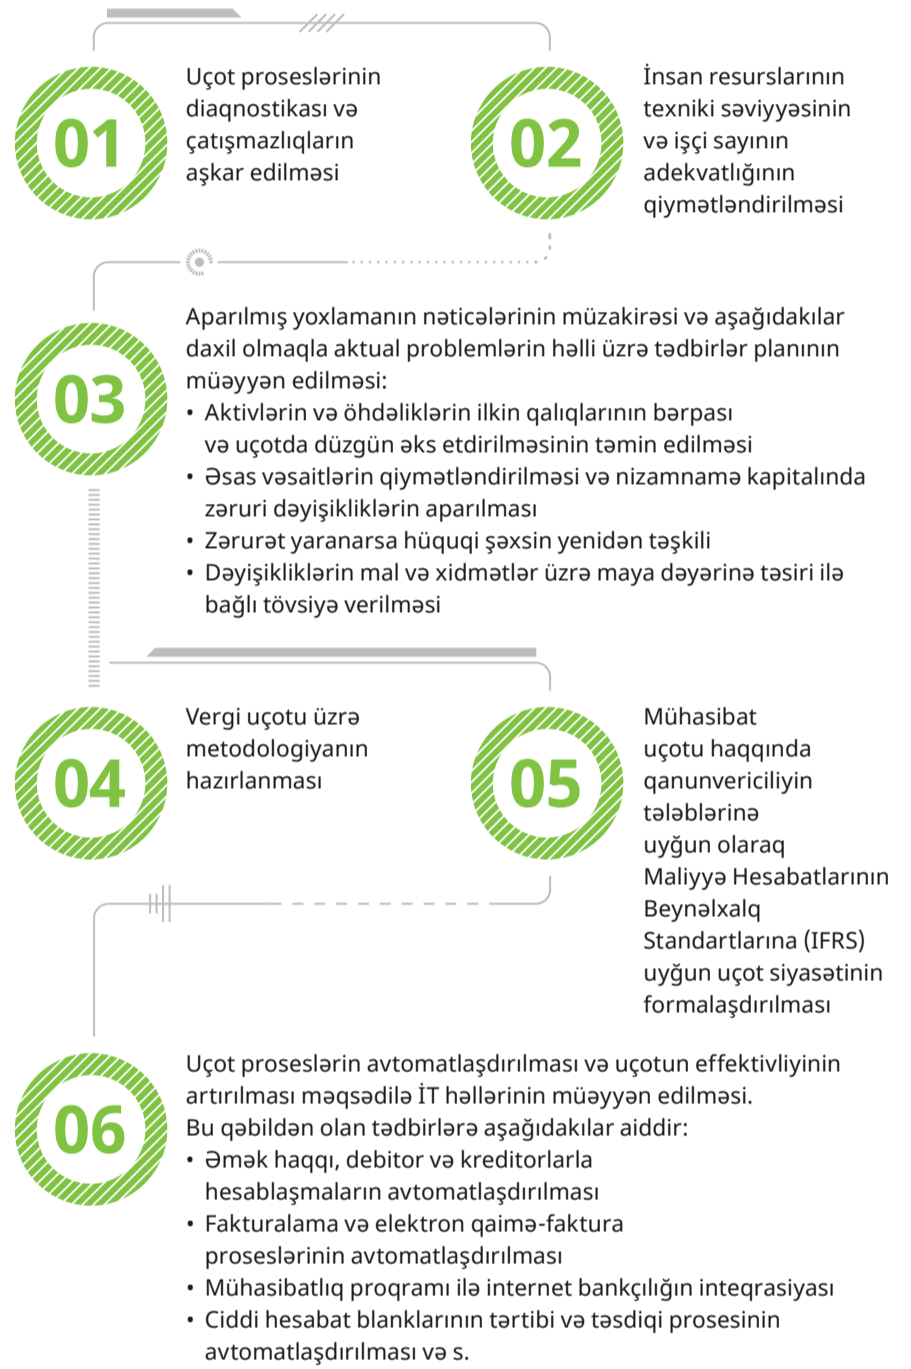 01
Uçot proseslərinin
diaqnostikası və
çatışmazlıqların
aşkar edilməsi
02
İnsan resurslarının
texniki səviyyəsinin
və işçi sayının
adekvatlığının
qiymətləndirilməsi
03
Aparılmış yoxlamanın nəticələrinin müzakirəsi və aşağıdakılar
daxil olmaqla aktual problemlərin həlli üzrə tədbirlər planının
müəyyən edilməsi:
• Aktivlərin və öhdəliklərin ilkin qalıqlarının bərpası
və uçotda düzgün əks etdirilməsinin təmin edilməsi
• Əsas vəsaitlərin qiymətləndirilməsi və nizamnamə kapitalında
zəruri dəyişikliklərin aparılması
• Zərurət yaranarsa hüquqi şəxsin yenidən təşkili
• Dəyişikliklərin mal və xidmətlər üzrə maya dəyərinə təsiri ilə
bağlı tövsiyə verilməsi
04
Vergi uçotu üzrə
metodologiyanın
hazırlanması
05
Mühasibat
uçotu haqqında
qanunvericiliyin
tələblərinə
uyğun olaraq
Maliyyə Hesabatlarının
Beynəlxalq
Standartlarına (IFRS)
uyğun uçot siyasətinin
formalaşdırılması
06
Uçot proseslərin avtomatlaşdırılması və uçotun effektivliyinin
artırılması məqsədilə İT həllərinin müəyyən edilməsi.
Bu qəbildən olan tədbirlərə aşağıdakılar aiddir:
• Əmək haqqı, debitor və kreditorlarla
hesablaşmaların avtomatlaşdırılması
• Fakturalama və elektron qaimə-faktura
proseslərinin avtomatlaşdırılması
• Mühasibatlıq proqramı ilə internet bankçılığın inteqrasiyası
• Ciddi hesabat blanklarının tərtibi və təsdiqi prosesinin
avtomatlaşdırılması və s.